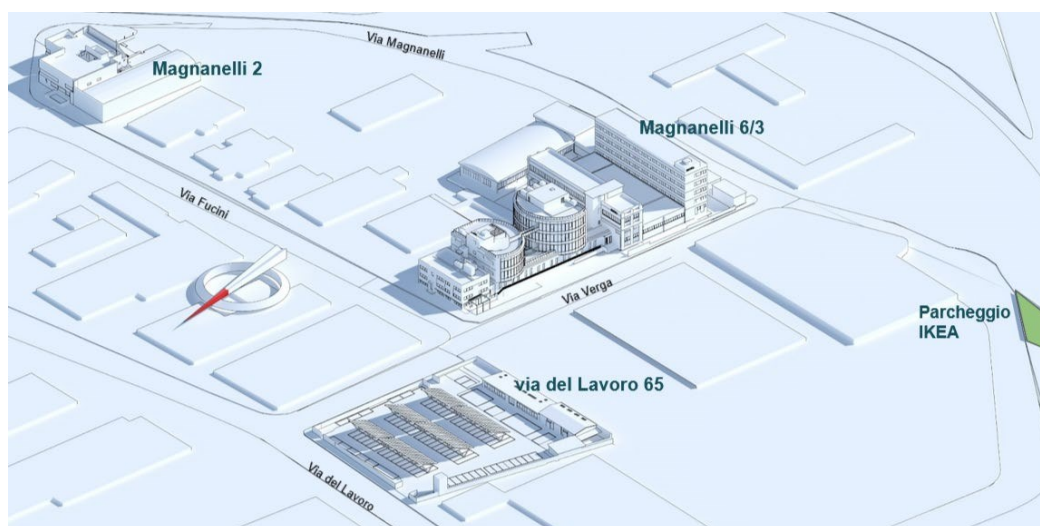 Via Magnanelli
Magnanelli 2
Magnanelli 6/3
Via Fucini
Via Verga
Parcheggio
IKEA
via del Lavoro 65
Via del Lavoro